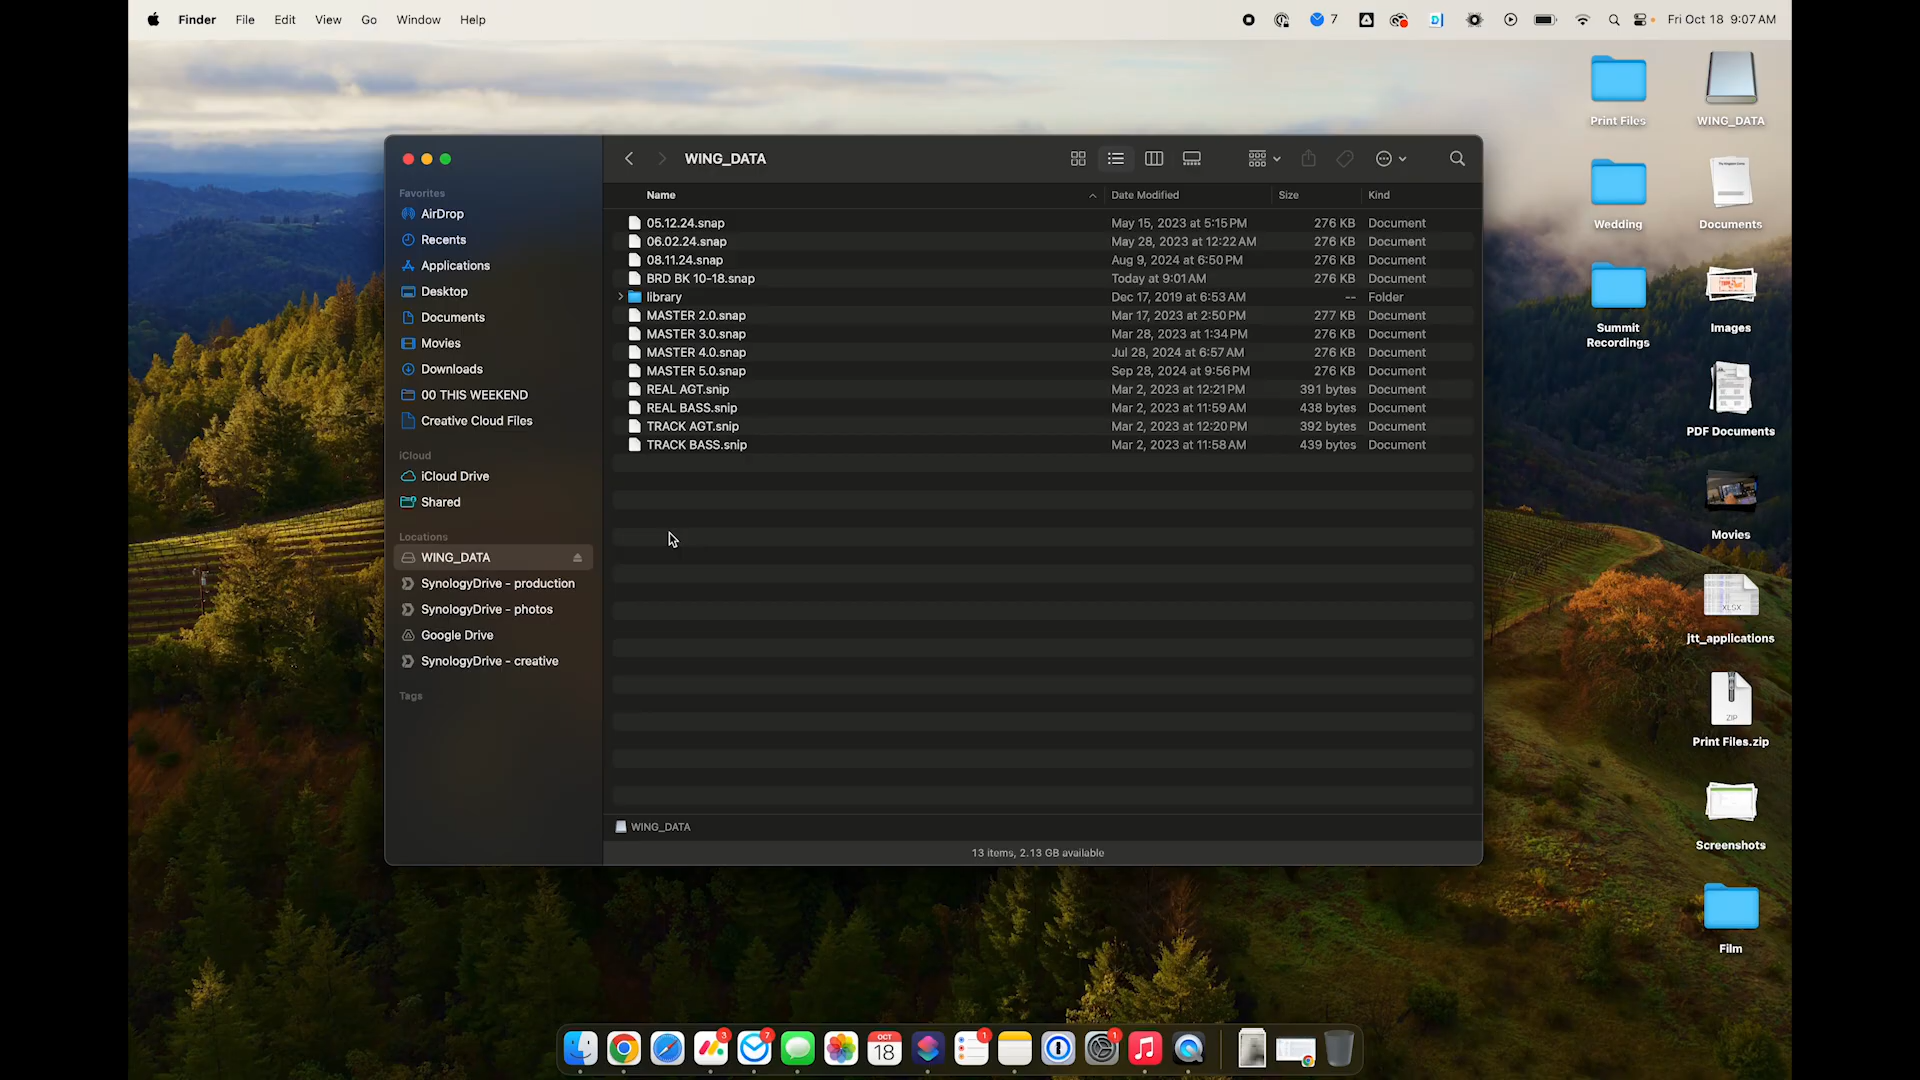 Finder File Edit View Go Window Help
7
Fri Oct 18 9:07 AM
Print Files
WING_DATA
Wedding
Documents
Summit
Recordings
Images
PDF Documents
Movies
XLSX
jtt_applications
ZIP
Print Files.zip
Screenshots
Film
Favorites
AirDrop
Recents
Applications
Desktop
Documents
Movies
Downloads
00 THIS WEEKEND
Creative Cloud Files
iCloud
iCloud Drive
Shared
Locations
WING_DATA
SynologyDrive - production
SynologyDrive - photos
Google Drive
SynologyDrive - creative
Tags
WING_DATA
Name Date Modified Size Kind
05.12.24.snap May 15, 2023 at 5:15 PM 276 KB Document
06.02.24.snap May 28, 2023 at 12:22 AM 276 KB Document
08.11.24.snap Aug 9, 2024 at 6:50 PM 276 KB Document
BRD BK 10-18.snap Today at 9:01 AM 276 KB Document
library Dec 17, 2019 at 6:53 AM -- Folder
MASTER 2.0.snap Mar 17, 2023 at 2:50 PM 277 KB Document
MASTER 3.0.snap Mar 28, 2023 at 1:34 PM 276 KB Document
MASTER 4.0.snap Jul 28, 2024 at 6:57 AM 276 KB Document
MASTER 5.0.snap Sep 28, 2024 at 9:56 PM 276 KB Document
REAL AGT.snip Mar 2, 2023 at 12:21 PM 391 bytes Document
REAL BASS.snip Mar 2, 2023 at 11:59 AM 438 bytes Document
TRACK AGT.snip Mar 2, 2023 at 12:20 PM 392 bytes Document
TRACK BASS.snip Mar 2, 2023 at 11:58 AM 439 bytes Document
WING_DATA
13 items, 2.13 GB available
3
7
OCT
18
1
1